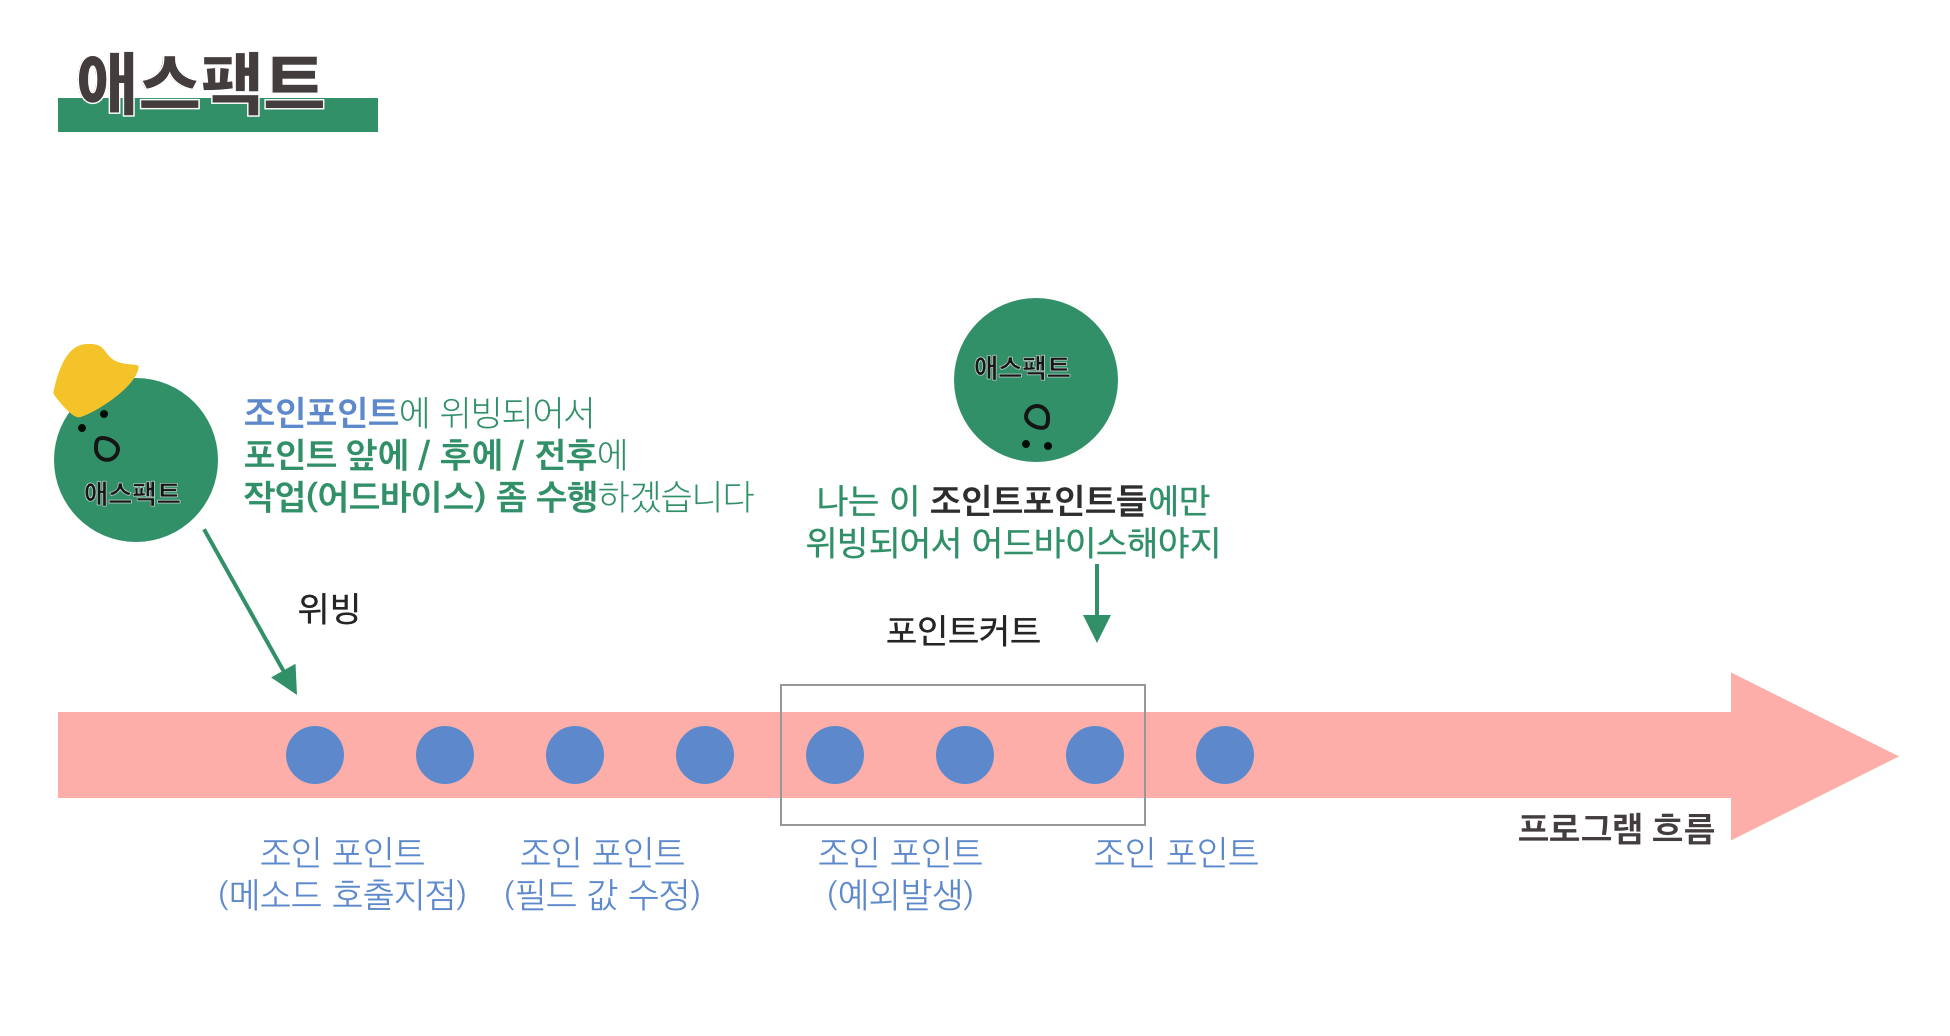 애스팩트
애스팩트
조인포인트에 위빙되어서
포인트 앞에 / 후에 / 전후에
작업(어드바이스) 좀 수행하겠습니다
애스팩트
나는 이 조인트포인트들에만
위빙되어서 어드바이스해야지
위빙
포인트커트
프로그램 흐름
조인 포인트
(메소드 호출지점)
조인 포인트
(필드 값 수정)
조인 포인트
(예외발생)
조인 포인트